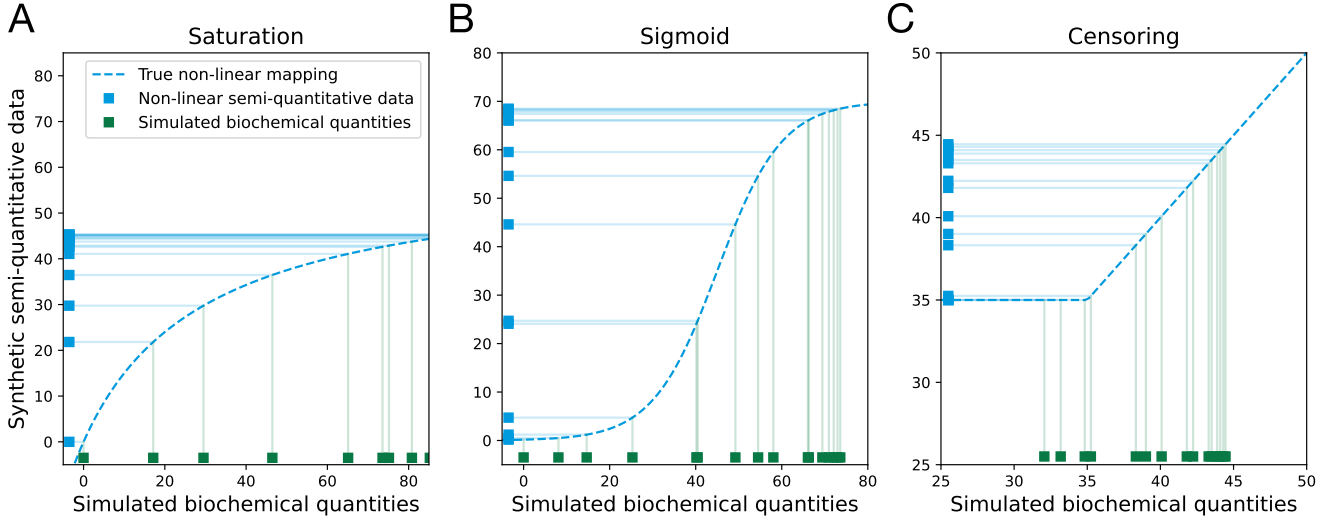 A
Saturation
True non-linear mapping
Non-linear semi-quantitative data
Simulated biochemical quantities
Synthetic semi-quantitative data
80
70
60
50
40
30
20
10
0
0 20 40 60 80
Simulated biochemical quantities
B
Sigmoid
80
70
60
50
40
30
20
10
0
0 20 40 60 80
Simulated biochemical quantities
C
Censoring
50
45
40
35
30
25
25 30 35 40 45 50
Simulated biochemical quantities